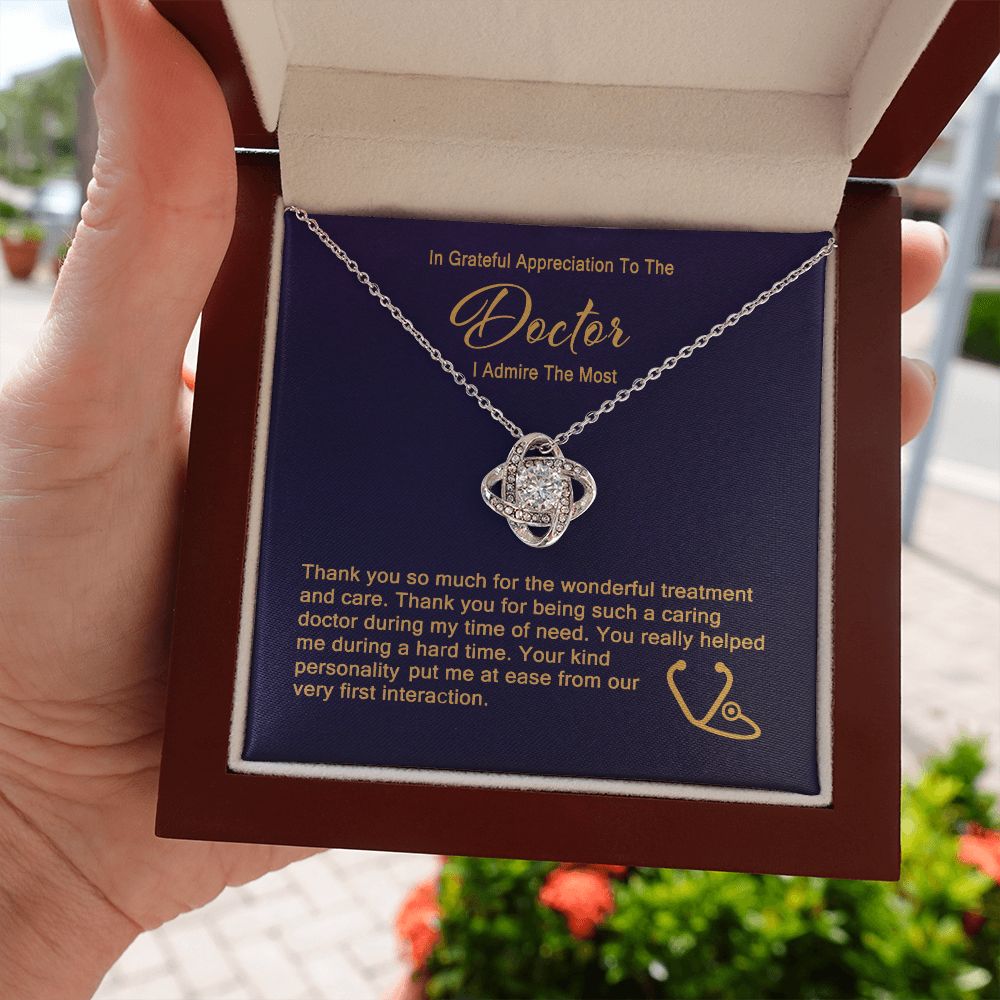 In Grateful Appreciation To The
Doctor
I Admire The Most
Thank you so much for the wonderful treatment
and care. Thank you for being such a caring
doctor during my time of need. You really helped
me during a hard time. Your kind
personality put me at ease from our
very first interaction.